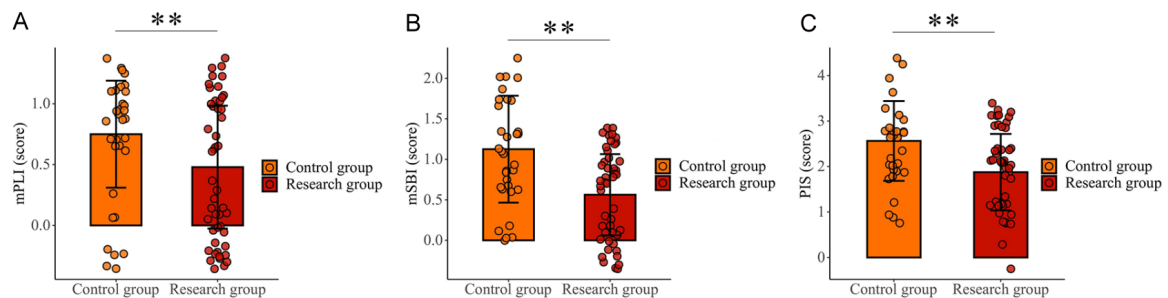 A
**
mPLI (score)
1.0
0.5
0.0
Control group
Research group
Control group
Research group
B
**
mSBI (score)
2.0
1.5
1.0
0.5
0.0
Control group
Research group
Control group
Research group
C
**
PIS (score)
4
3
2
1
0
Control group
Research group
Control group
Research group